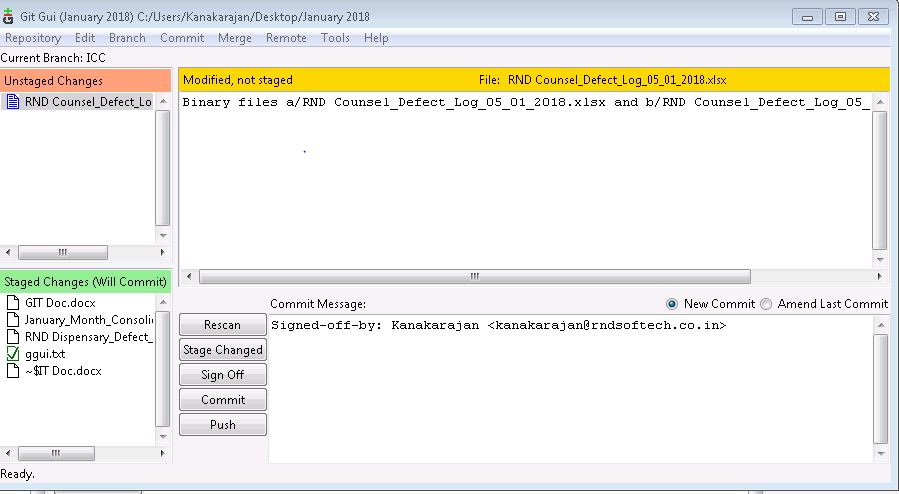 Git Gui (January 2018) C:/Users/Kanakarajan/Desktop/January 2018
Repository Edit Branch Commit Merge Remote Tools Help
Current Branch: ICC
Unstaged Changes
RND Counsel_Defect_Lo
Modified, not staged File: RND Counsel_Defect_Log_05_01_2018.xlsx
Binary files a/RND Counsel_Defect_Log_05_01_2018.xlsx and b/RND Counsel_Defect_Log_05_
Staged Changes (Will Commit)
GIT Doc.docx
January_Month_Consoli
RND Dispensary_Defect_
ggui.txt
~$IT Doc.docx
Commit Message:
New Commit
Amend Last Commit
Rescan
Stage Changed
Sign Off
Commit
Push
Signed-off-by: Kanakarajan <kanakarajan@rndsoftech.co.in>
Ready.